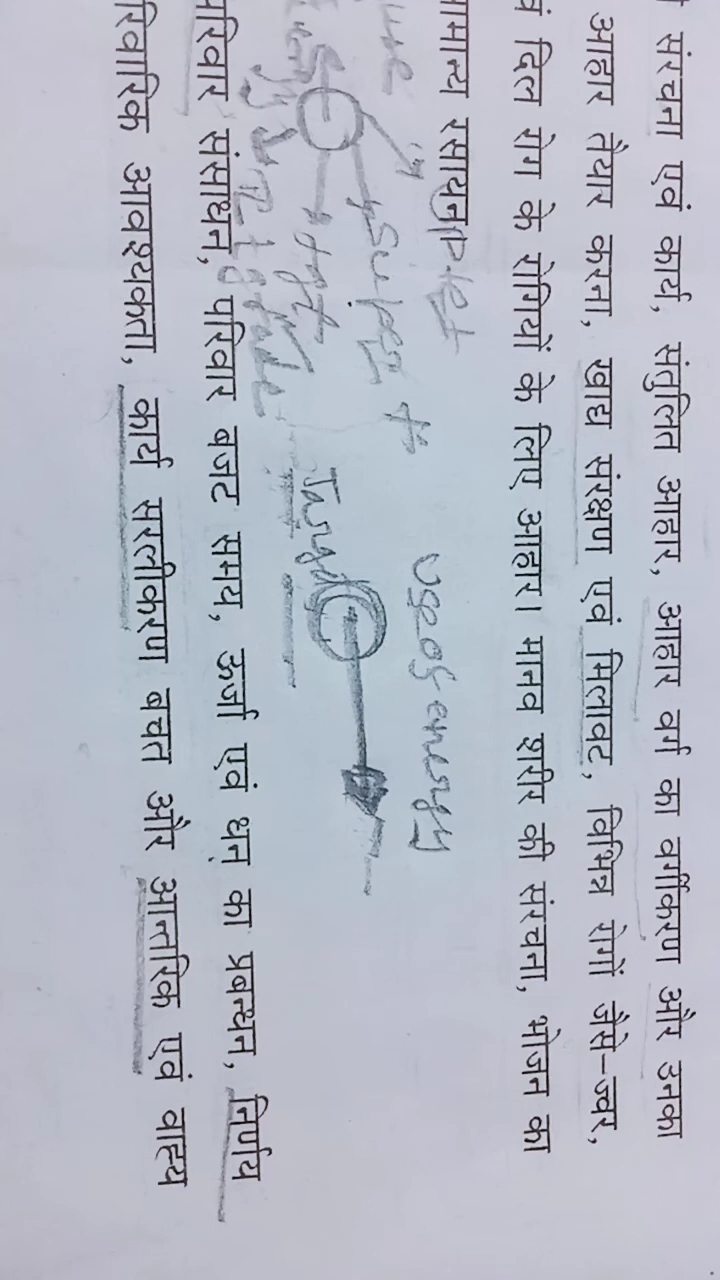 संरचना एवं कार्य, संतुलित आहार, आहार वर्ग का वर्गीकरण और उनका
आहार तैयार करना, खाद्य संरक्षण एवं मिलावट, विभिन्न रोगों जैसे-ज्वर,
वं दिल रोग के रोगियों के लिए आहार। मानव शरीर की संरचना, भोजन का
मान्य रसायन
use of energy
परिवार संसाधन, परिवार बजट समय, ऊर्जा एवं धन का प्रबन्धन, निर्णय
रिवारिक आवश्यकता, कार्य सरलीकरण बचत और आन्तरिक एवं वाह्य